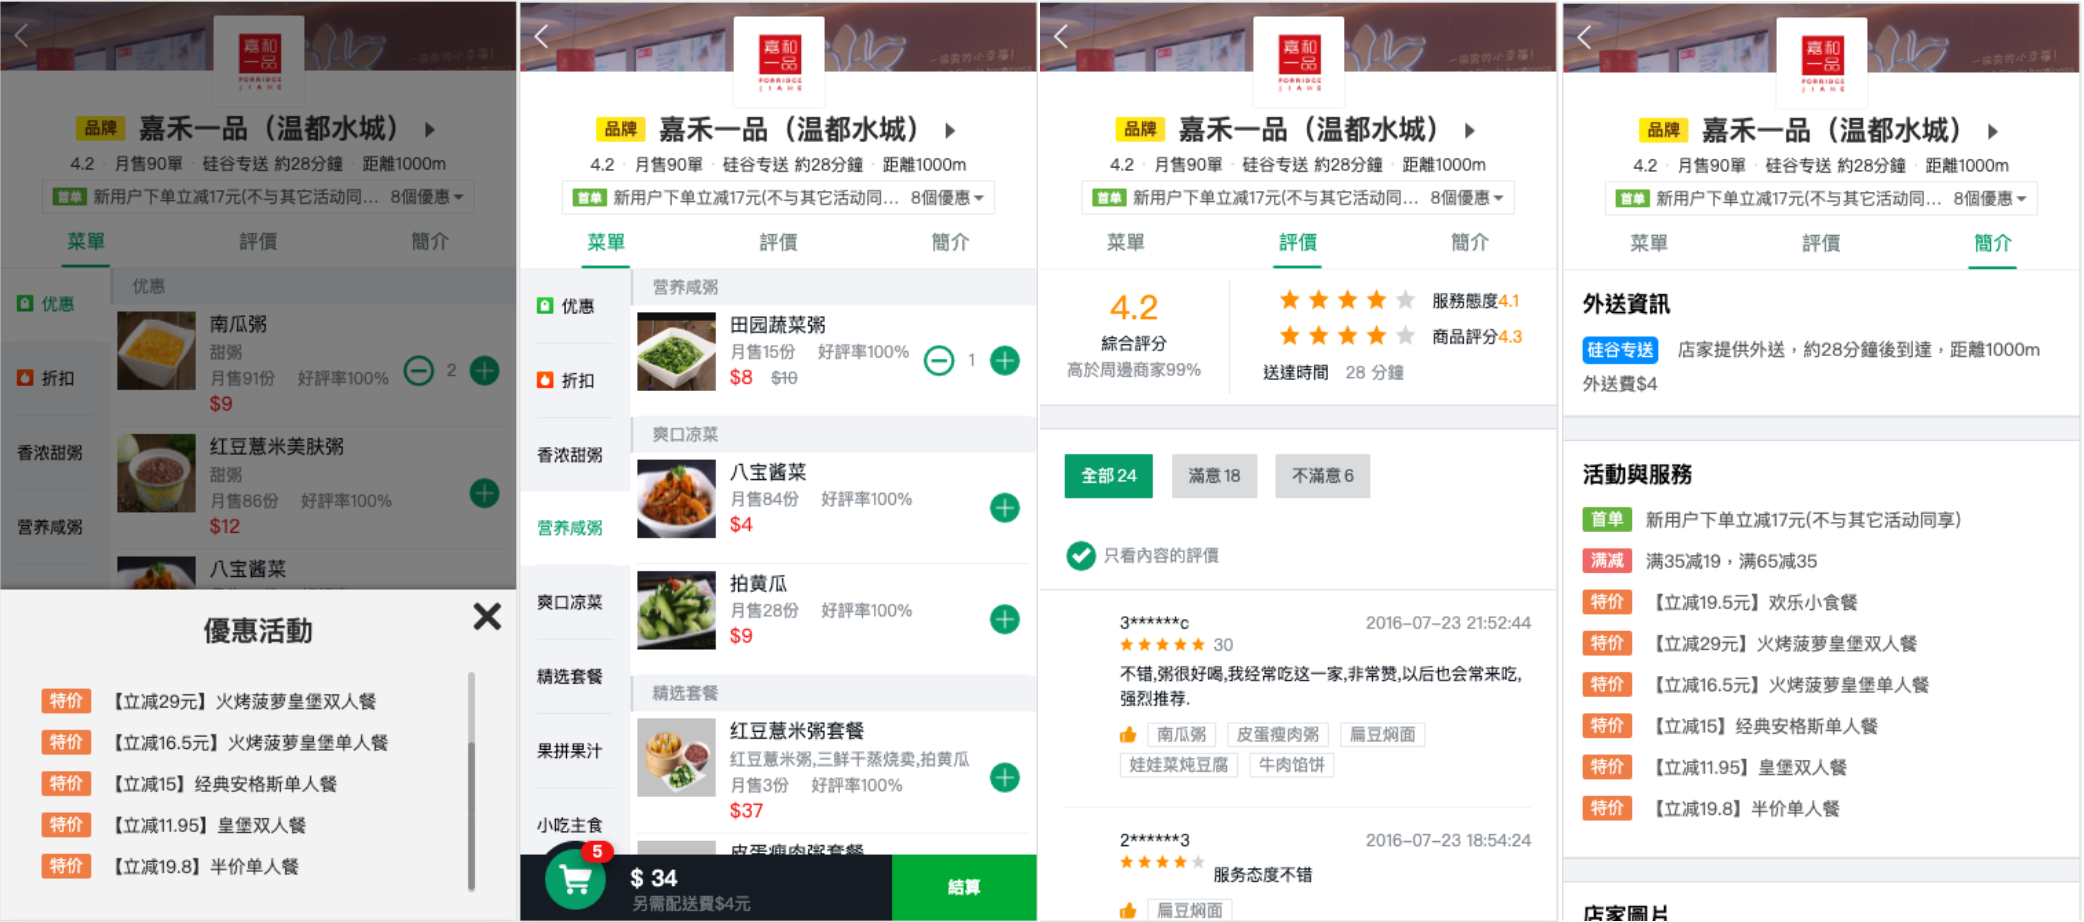 嘉和
一品
PORRIDGE
JIAHE
品牌 嘉禾一品（温都水城）
4.2 月售90單 硅谷专送 約28分鐘 距離1000m
首单 新用户下单立减17元(不与其它活动同... 8個優惠
菜單 評價 簡介
优惠
折扣
香浓甜粥
营养咸粥
优惠
南瓜粥
甜粥
月售91份 好評率100%
$9
2
红豆薏米美肤粥
甜粥
月售86份 好評率100%
$12
八宝酱菜
優惠活動
特价 【立减29元】火烤菠萝皇堡双人餐
特价 【立减16.5元】火烤菠萝皇堡单人餐
特价 【立减15】经典安格斯单人餐
特价 【立减11.95】皇堡双人餐
特价 【立减19.8】半价单人餐
嘉和
一品
PORRIDGE
JIAHE
品牌 嘉禾一品（温都水城）
4.2 月售90單 硅谷专送 約28分鐘 距離1000m
首单 新用户下单立减17元(不与其它活动同... 8個優惠
菜單 評價 簡介
优惠
折扣
香浓甜粥
营养咸粥
爽口凉菜
精选套餐
果拼果汁
小吃主食
营养咸粥
田园蔬菜粥
月售15份 好評率100%
$8 $10
1
爽口凉菜
八宝酱菜
月售84份 好評率100%
$4
拍黄瓜
月售28份 好評率100%
$9
精选套餐
红豆薏米粥套餐
红豆薏米粥,三鲜干蒸烧卖,拍黄瓜
月售3份 好評率100%
$37
皮蛋瘦肉粥套餐
5
$ 34
另需配送費$4元
結算
嘉和
一品
PORRIDGE
JIAHE
品牌 嘉禾一品（温都水城）
4.2 月售90單 硅谷专送 約28分鐘 距離1000m
首单 新用户下单立减17元(不与其它活动同... 8個優惠
菜單 評價 簡介
4.2
綜合評分
高於周邊商家99%
服務態度4.1
商品評分4.3
送達時間 28 分鐘
全部24 滿意18 不滿意6
只看內容的評價
3******c 2016-07-23 21:52:44
30
不错,粥很好喝,我经常吃这一家,非常赞,以后也会常来吃,
强烈推荐.
南瓜粥 皮蛋瘦肉粥 扁豆焖面
娃娃菜炖豆腐 牛肉馅饼
2******3 2016-07-23 18:54:24
服务态度不错
扁豆焖面
嘉和
一品
PORRIDGE
JIAHE
品牌 嘉禾一品（温都水城）
4.2 月售90單 硅谷专送 約28分鐘 距離1000m
首单 新用户下单立减17元(不与其它活动同... 8個優惠
菜單 評價 簡介
外送資訊
硅谷专送 店家提供外送，約28分鐘後到達，距離1000m
外送費$4
活動與服務
首单 新用户下单立减17元(不与其它活动同享)
满减 满35减19，满65减35
特价 【立减19.5元】欢乐小食餐
特价 【立减29元】火烤菠萝皇堡双人餐
特价 【立减16.5元】火烤菠萝皇堡单人餐
特价 【立减15】经典安格斯单人餐
特价 【立减11.95】皇堡双人餐
特价 【立减19.8】半价单人餐
店家圖片